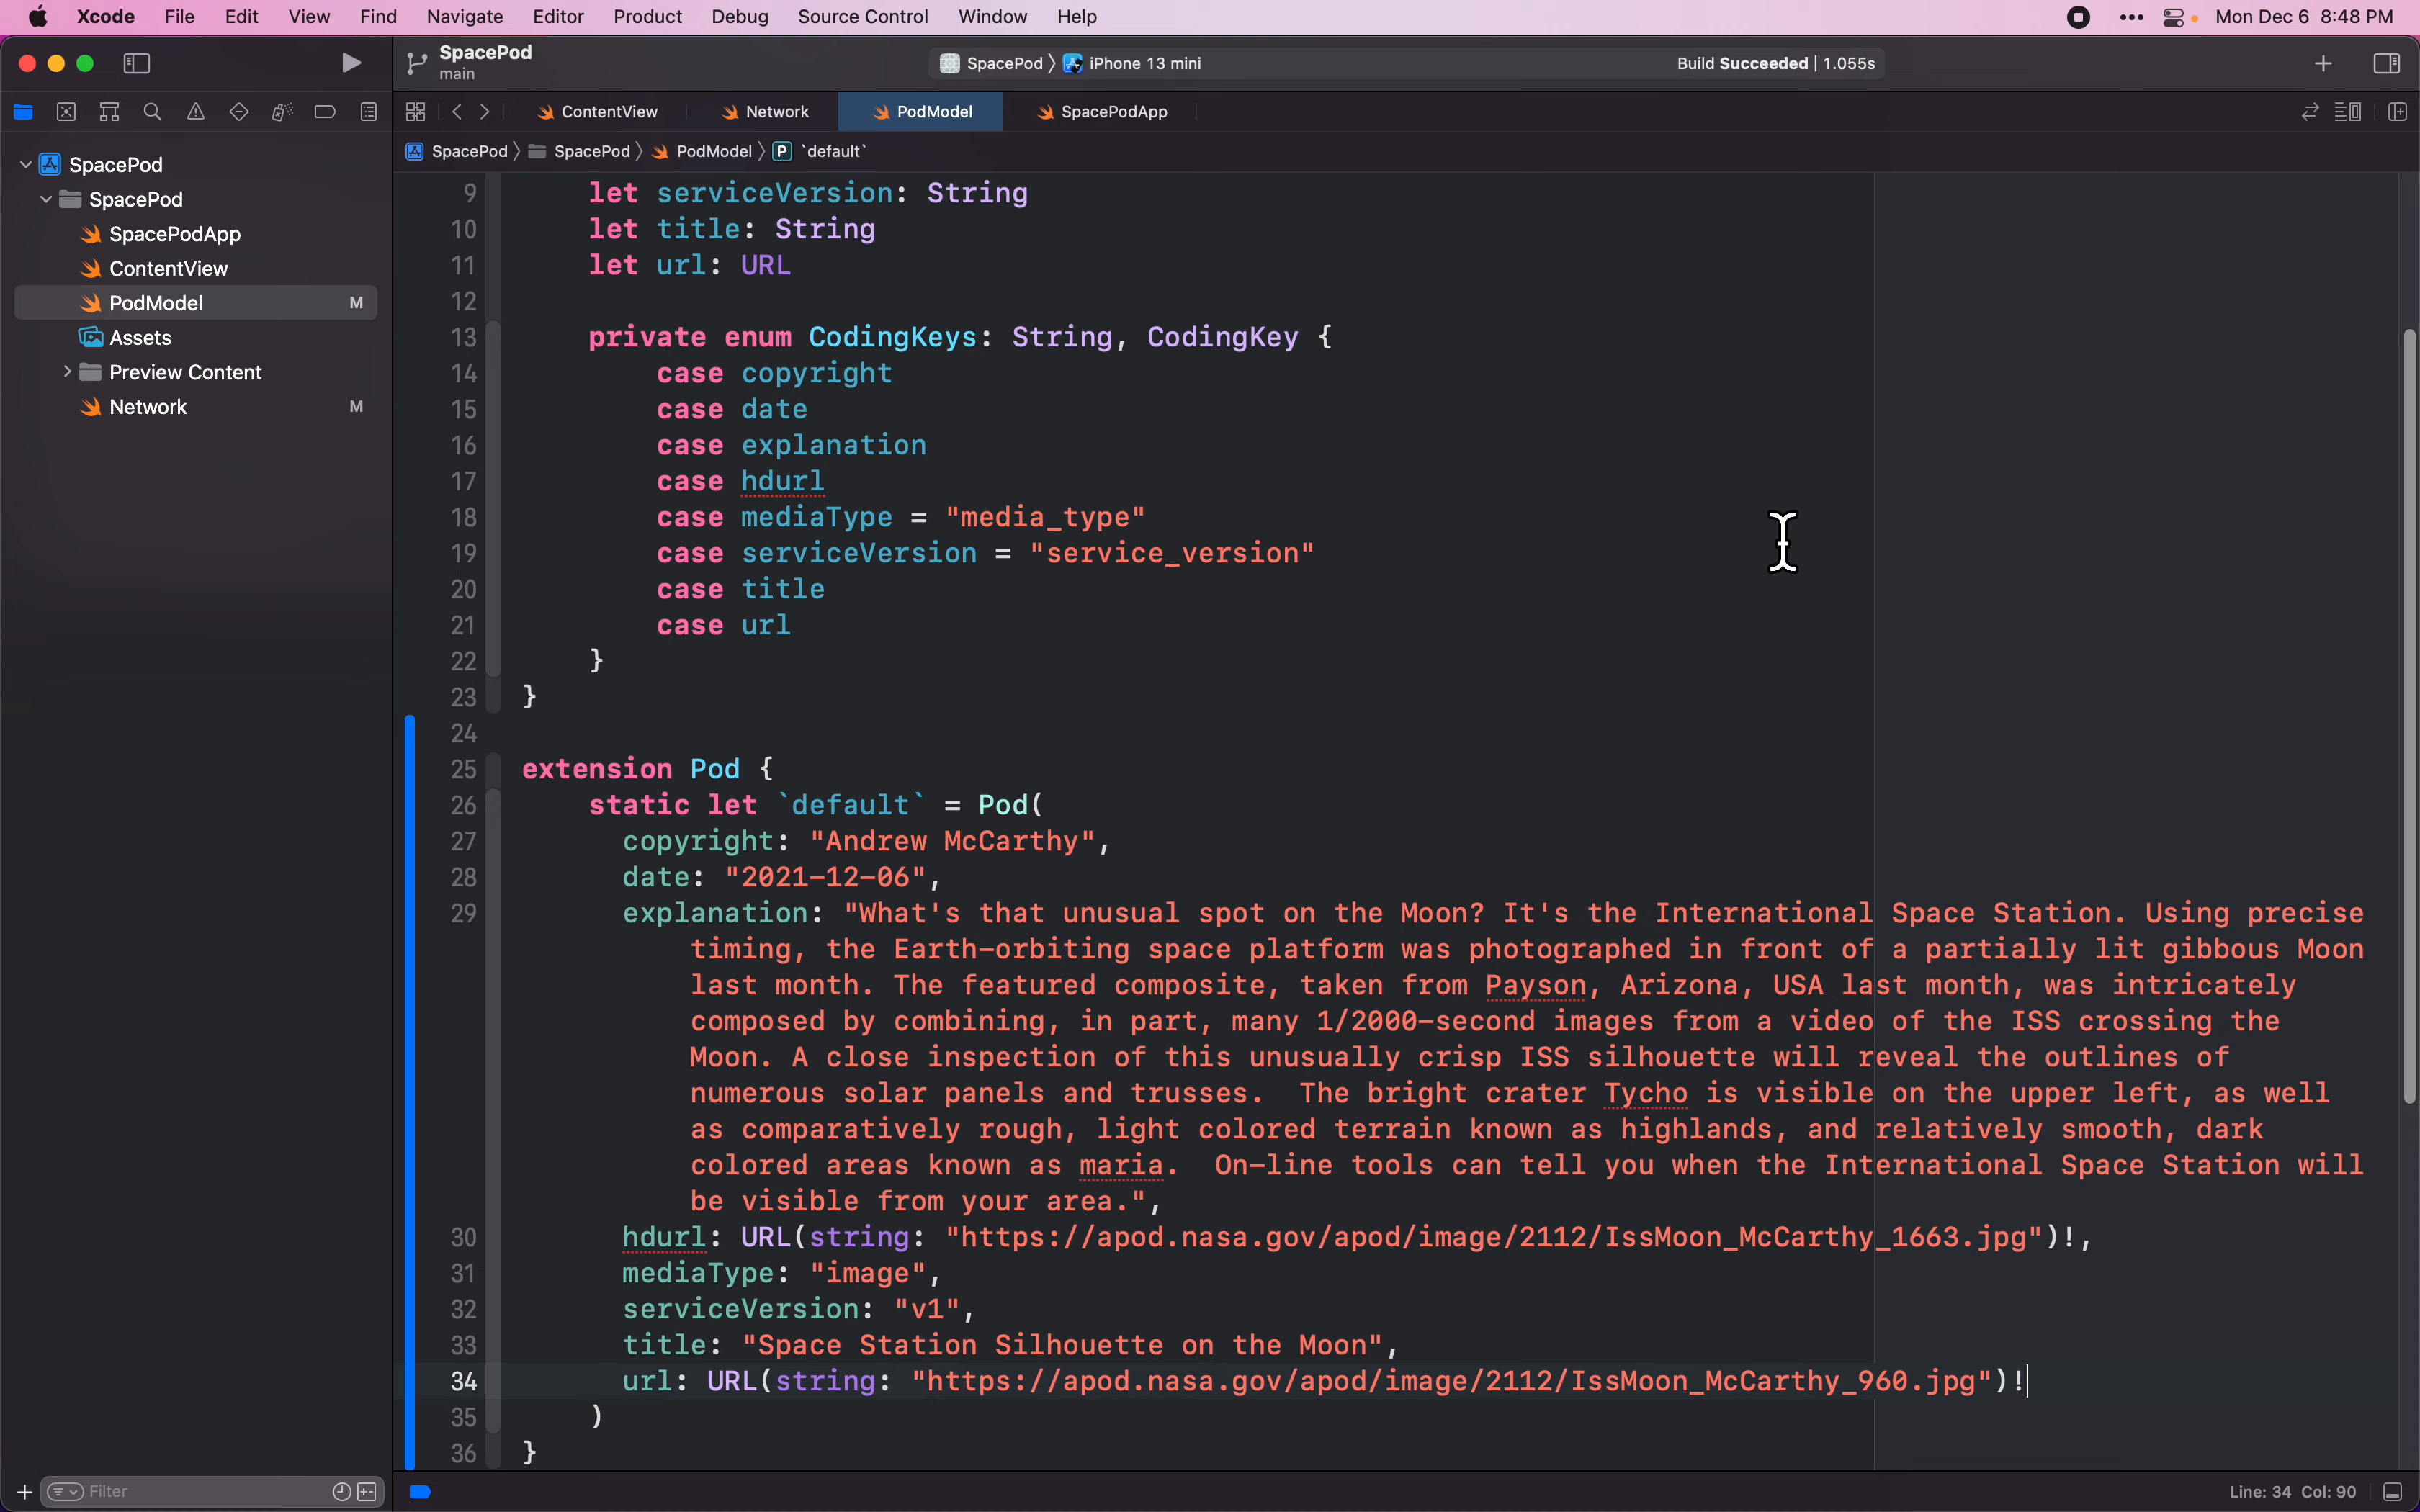 Xcode File Edit View Find Navigate Editor Product Debug Source Control Window Help Mon Dec 6 8:48 PM
SpacePod
main
SpacePod 〉 iPhone 13 mini
Build Succeeded | 1.055s
ContentView Network PodModel SpacePodApp
SpacePod 〉 SpacePod 〉 PodModel 〉 P `default`
SpacePod
SpacePod
SpacePodApp
ContentView
PodModel M
Assets
Preview Content
Network M
9 let serviceVersion: String
10 let title: String
11 let url: URL
12
13 private enum CodingKeys: String, CodingKey {
14 case copyright
15 case date
16 case explanation
17 case hdurl
18 case mediaType = "media_type"
19 case serviceVersion = "service_version"
20 case title
21 case url
22 }
23 }
24
25 extension Pod {
26 static let `default` = Pod(
27 copyright: "Andrew McCarthy",
28 date: "2021-12-06",
29 explanation: "What's that unusual spot on the Moon? It's the International Space Station. Using precise
timing, the Earth-orbiting space platform was photographed in front of a partially lit gibbous Moon
last month. The featured composite, taken from Payson, Arizona, USA last month, was intricately
composed by combining, in part, many 1/2000-second images from a video of the ISS crossing the
Moon. A close inspection of this unusually crisp ISS silhouette will reveal the outlines of
numerous solar panels and trusses.  The bright crater Tycho is visible on the upper left, as well
as comparatively rough, light colored terrain known as highlands, and relatively smooth, dark
colored areas known as maria.  On-line tools can tell you when the International Space Station will
be visible from your area.",
30 hdurl: URL(string: "https://apod.nasa.gov/apod/image/2112/IssMoon_McCarthy_1663.jpg")!,
31 mediaType: "image",
32 serviceVersion: "v1",
33 title: "Space Station Silhouette on the Moon",
34 url: URL(string: "https://apod.nasa.gov/apod/image/2112/IssMoon_McCarthy_960.jpg")!
35 )
36 }
Filter
Line: 34 Col: 90